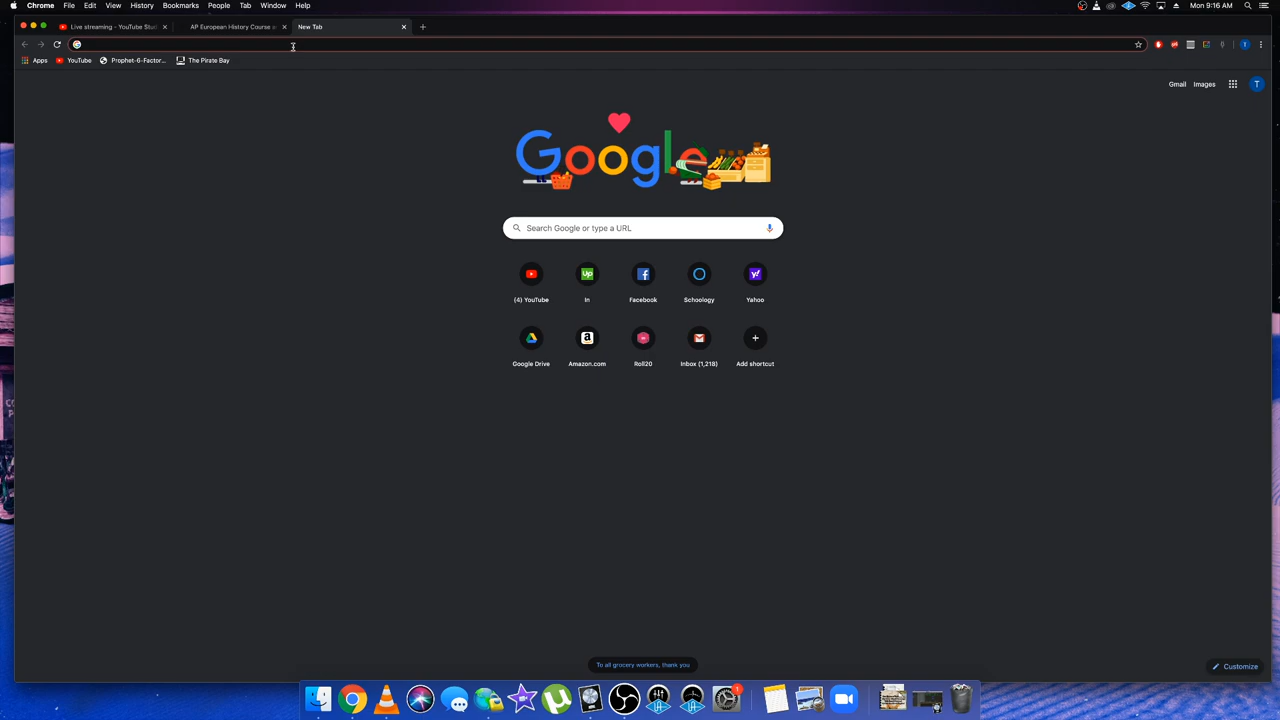 Chrome File Edit View History Bookmarks People Tab Window Help Mon 9:16 AM
Live streaming - YouTube Stud AP European History Course a New Tab
Apps YouTube Prophet-6-Factor... The Pirate Bay
Gmail Images T
Google
Search Google or type a URL
Up
(4) YouTube In Facebook Schoology Yahoo
Google Drive Amazon.com Roll20 Inbox (1,218) Add shortcut
To all grocery workers, thank you
Customize